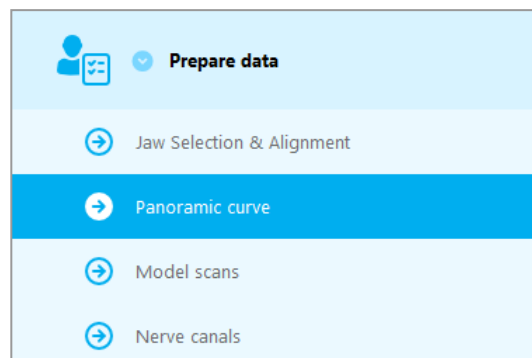 Prepare data
Jaw Selection & Alignment
Panoramic curve
Model scans
Nerve canals